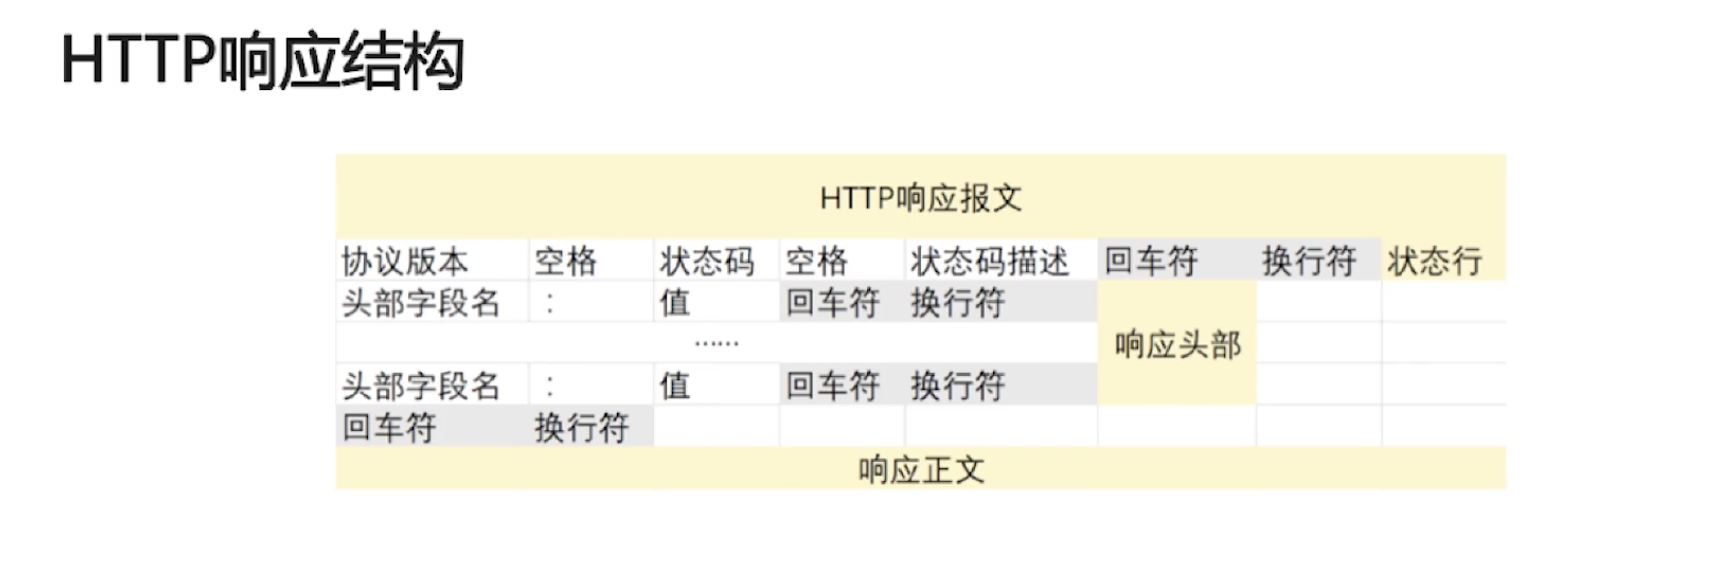 HTTP响应结构
HTTP响应报文
协议版本 空格 状态码 空格 状态码描述 回车符 换行符 状态行
头部字段名 : 值 回车符 换行符
响应头部
......
头部字段名 : 值 回车符 换行符
回车符 换行符
响应正文